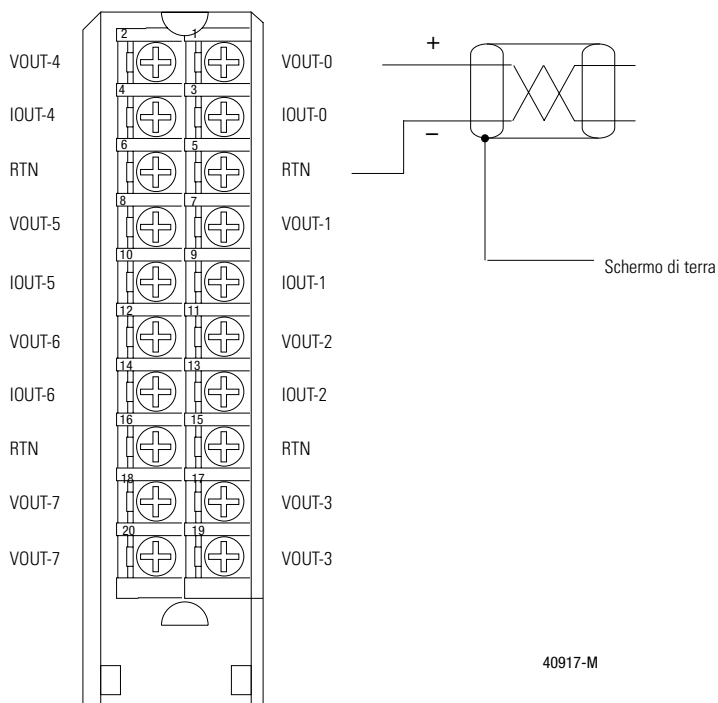 2 1
VOUT-4 VOUT-0 +
4 3
IOUT-4 IOUT-0 –
6 5
RTN RTN
8 7
VOUT-5 VOUT-1
10 9
IOUT-5 IOUT-1 Schermo di terra
12 11
VOUT-6 VOUT-2
14 13
IOUT-6 IOUT-2
16 15
RTN RTN
18 17
VOUT-7 VOUT-3
20 19
VOUT-7 VOUT-3
40917-M